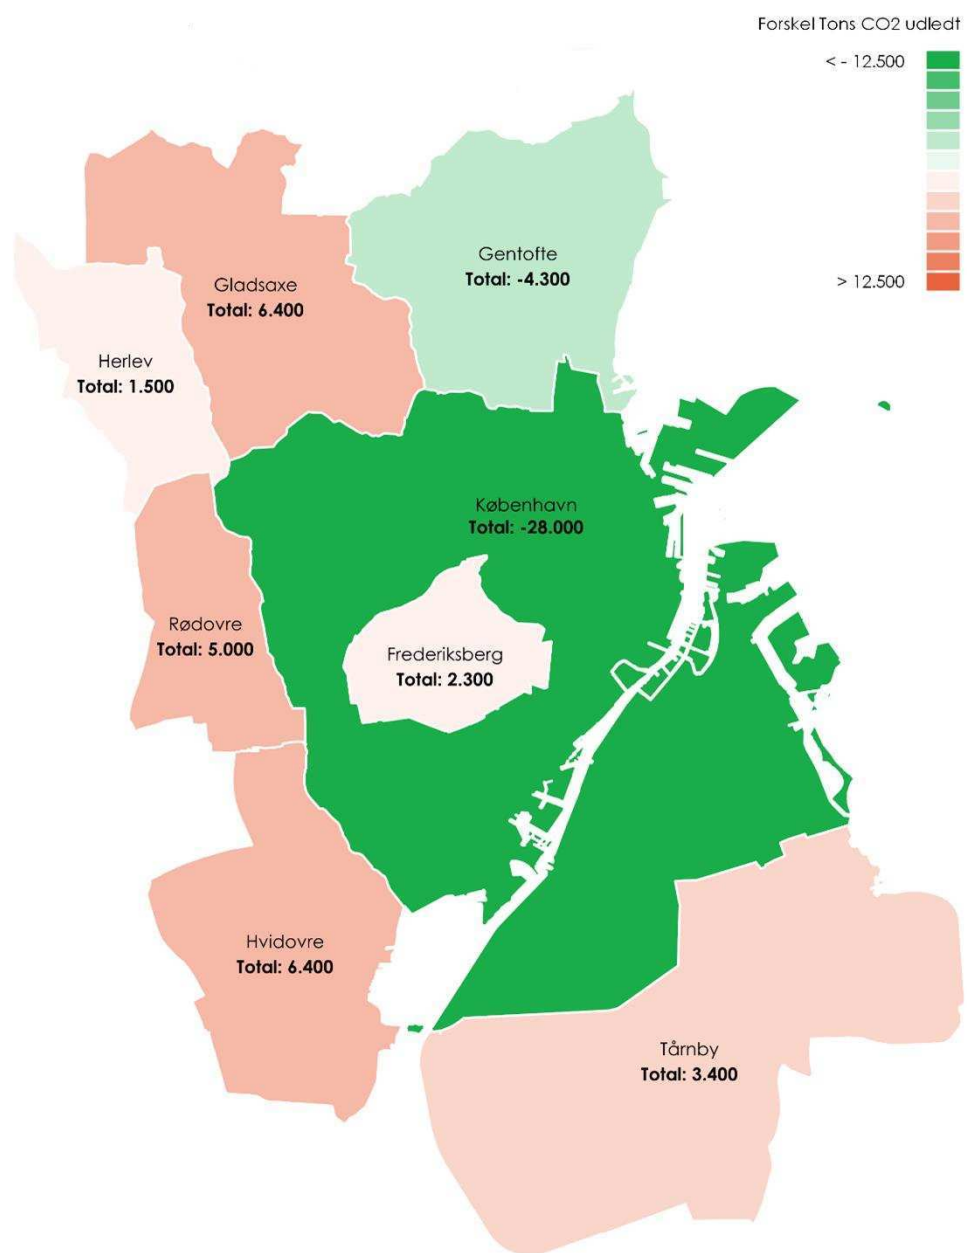 Forskel Tons CO2 udledt
< - 12.500
> 12.500
Gentofte
Total: -4.300
Gladsaxe
Total: 6.400
Herlev
Total: 1.500
København
Total: -28.000
Rødovre
Total: 5.000
Frederiksberg
Total: 2.300
Hvidovre
Total: 6.400
Tårnby
Total: 3.400